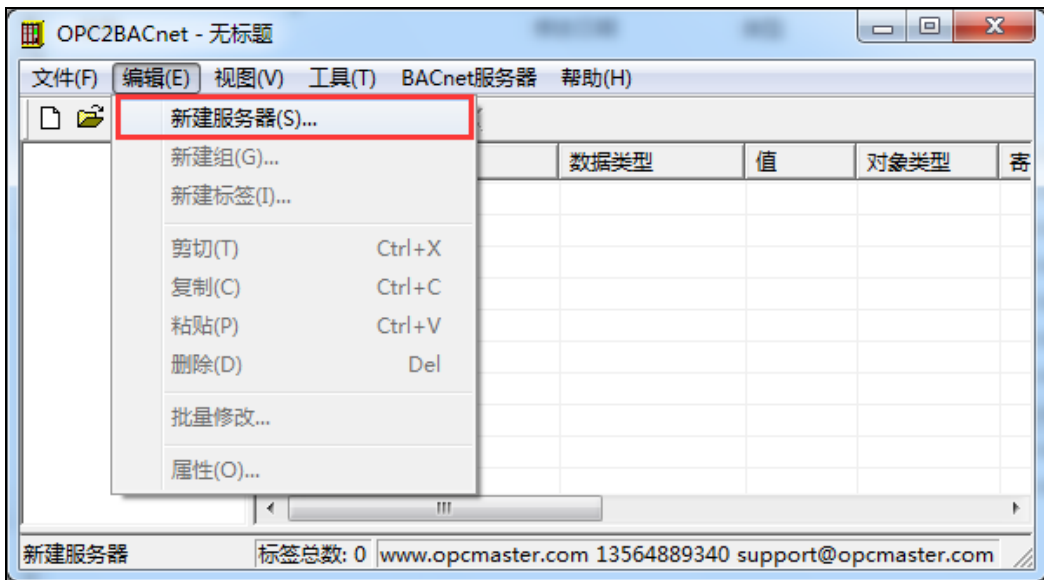 OPC2BACnet - 无标题
文件(F) 编辑(E) 视图(V) 工具(T) BACnet服务器 帮助(H)
新建服务器(S)...
新建组(G)...
新建标签(I)...
剪切(T) Ctrl+X
复制(C) Ctrl+C
粘贴(P) Ctrl+V
删除(D) Del
批量修改...
属性(O)...
数据类型 值 对象类型 寄
新建服务器 标签总数: 0 www.opcmaster.com 13564889340 support@opcmaster.com